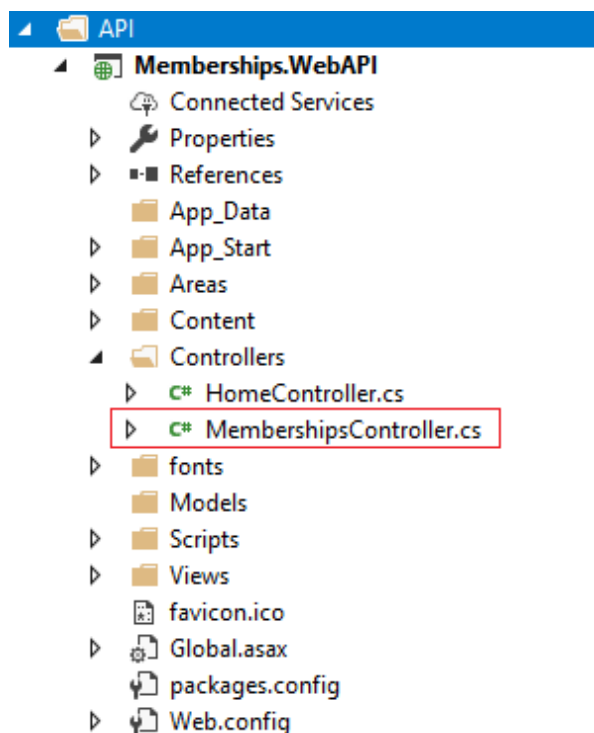 API
Memberships.WebAPI
Connected Services
Properties
References
App_Data
App_Start
Areas
Content
Controllers
C# HomeController.cs
C# MembershipsController.cs
fonts
Models
Scripts
Views
favicon.ico
Global.asax
packages.config
Web.config